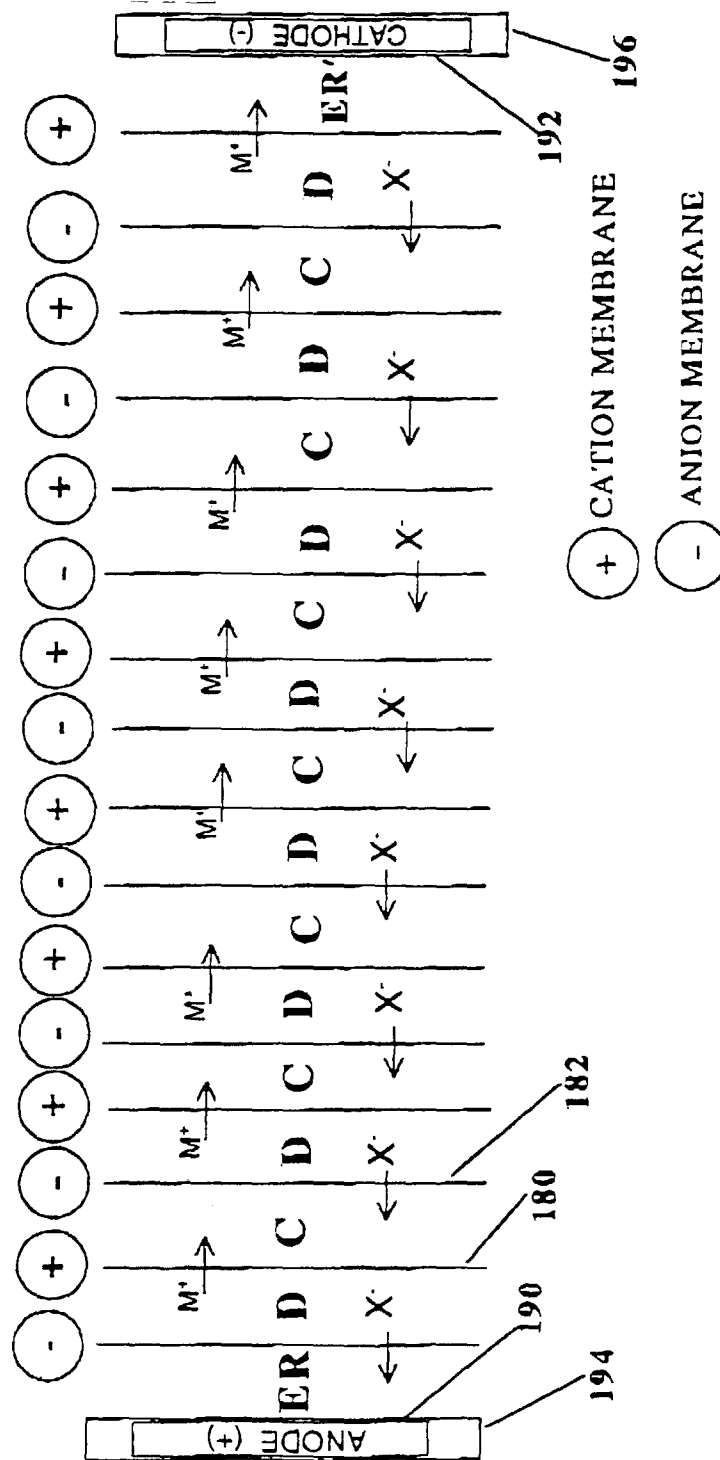 - + - + - + - + - + - + - + - +
M+ M+ M+ M+ M+ M+ M+ M+
ANODE (+) ER D C D C D C D C D C D C D C D ER' CATHODE (-)
X- X- X- X- X- X- X- X-
194 190 180 182 192 196
+ CATION MEMBRANE
- ANION MEMBRANE